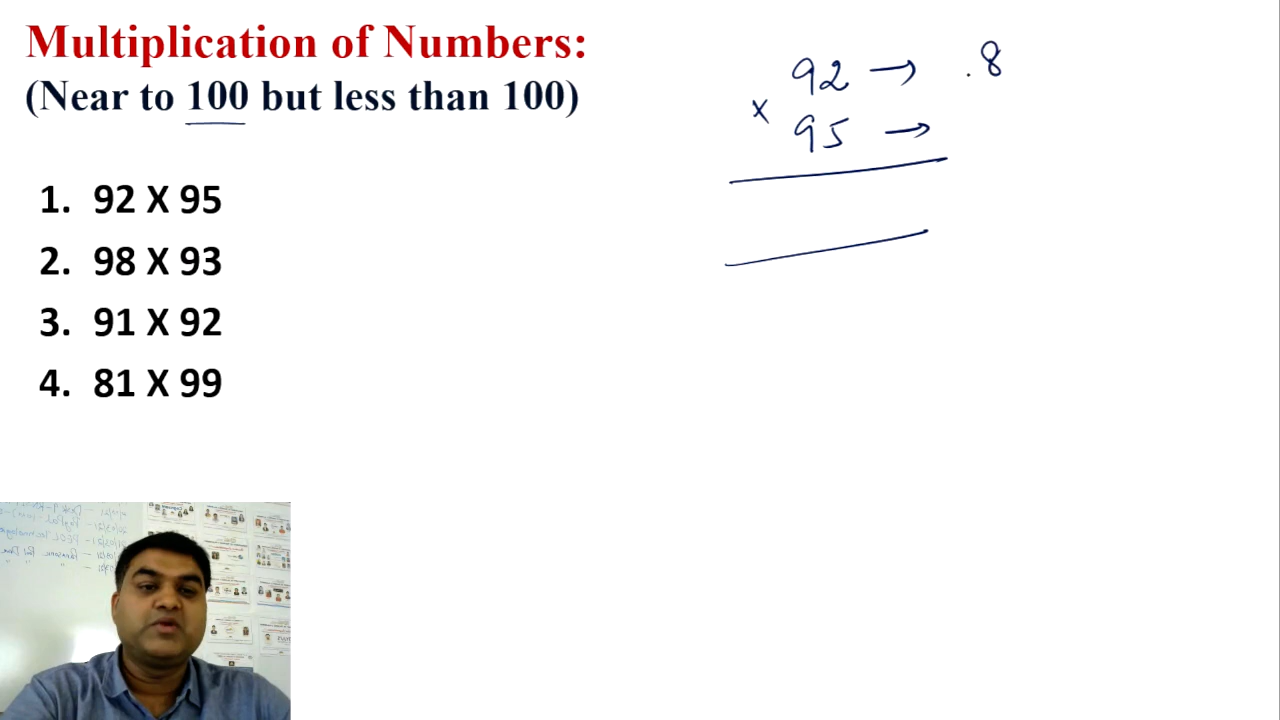 Multiplication of Numbers:
(Near to 100 but less than 100)
1. 92 X 95
2. 98 X 93
3. 91 X 92
4. 81 X 99
92 → .8
x
95 →